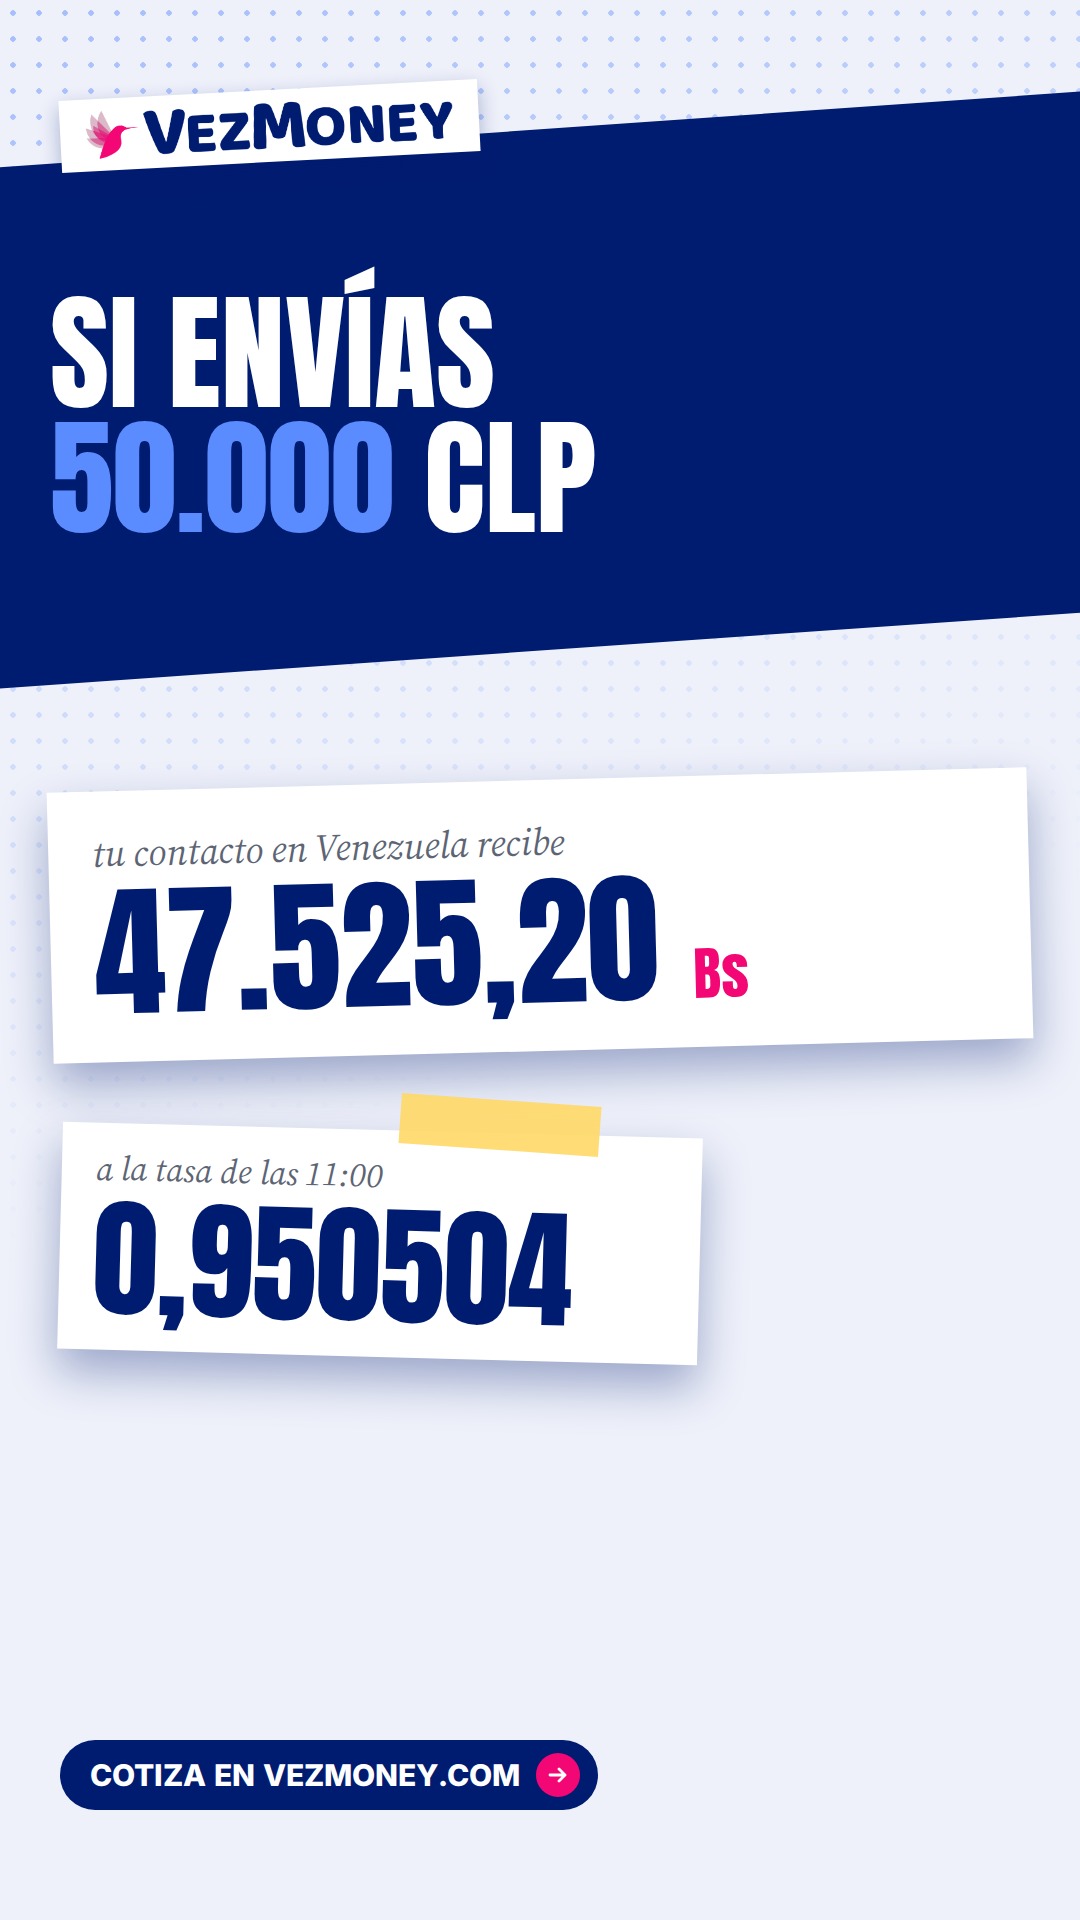 VEZMONEY
SI ENVÍAS
50.000 CLP
tu contacto en Venezuela recibe
47.525,20 Bs
a la tasa de las 11:00
0,950504
COTIZA EN VEZMONEY.COM